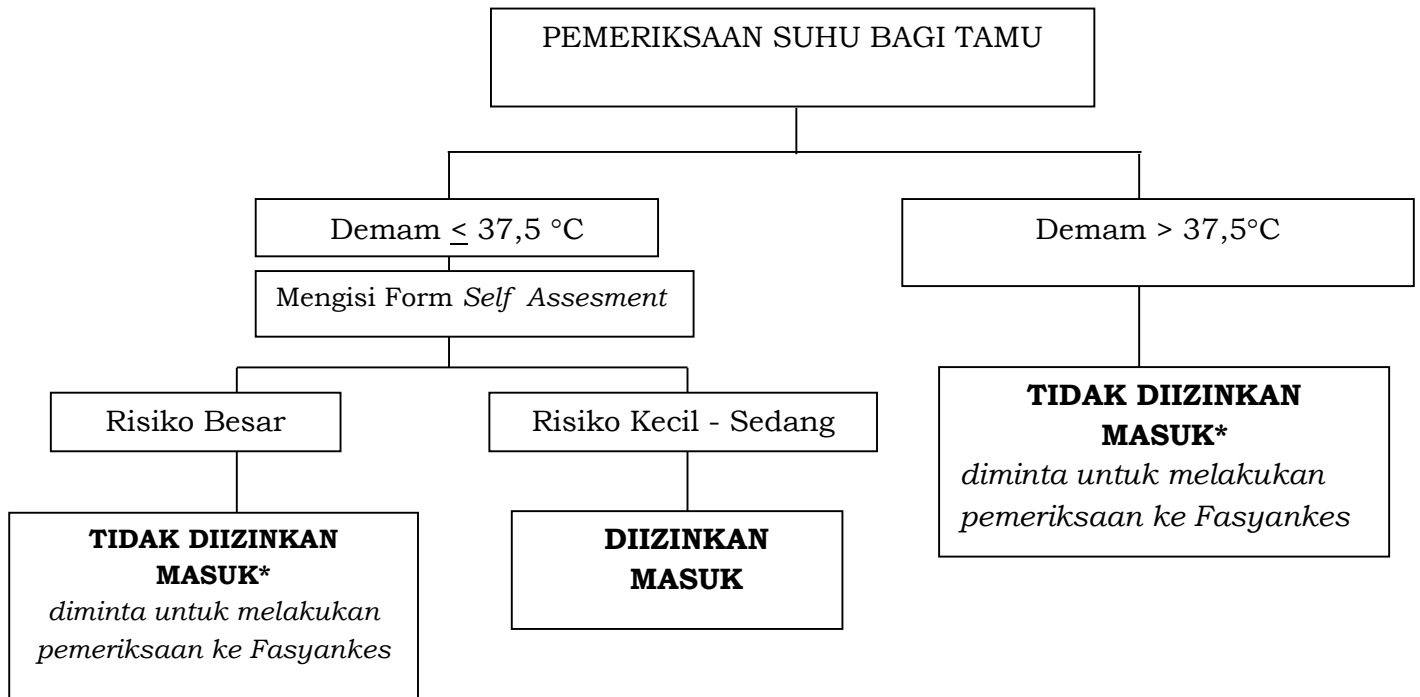 PEMERIKSAAN SUHU BAGI TAMU
Demam ≤ 37,5 °C
Demam > 37,5°C
Mengisi Form Self Assesment
Risiko Besar
Risiko Kecil - Sedang
TIDAK DIIZINKAN
MASUK*
diminta untuk melakukan
pemeriksaan ke Fasyankes
DIIZINKAN
MASUK
TIDAK DIIZINKAN
MASUK*
diminta untuk melakukan
pemeriksaan ke Fasyankes